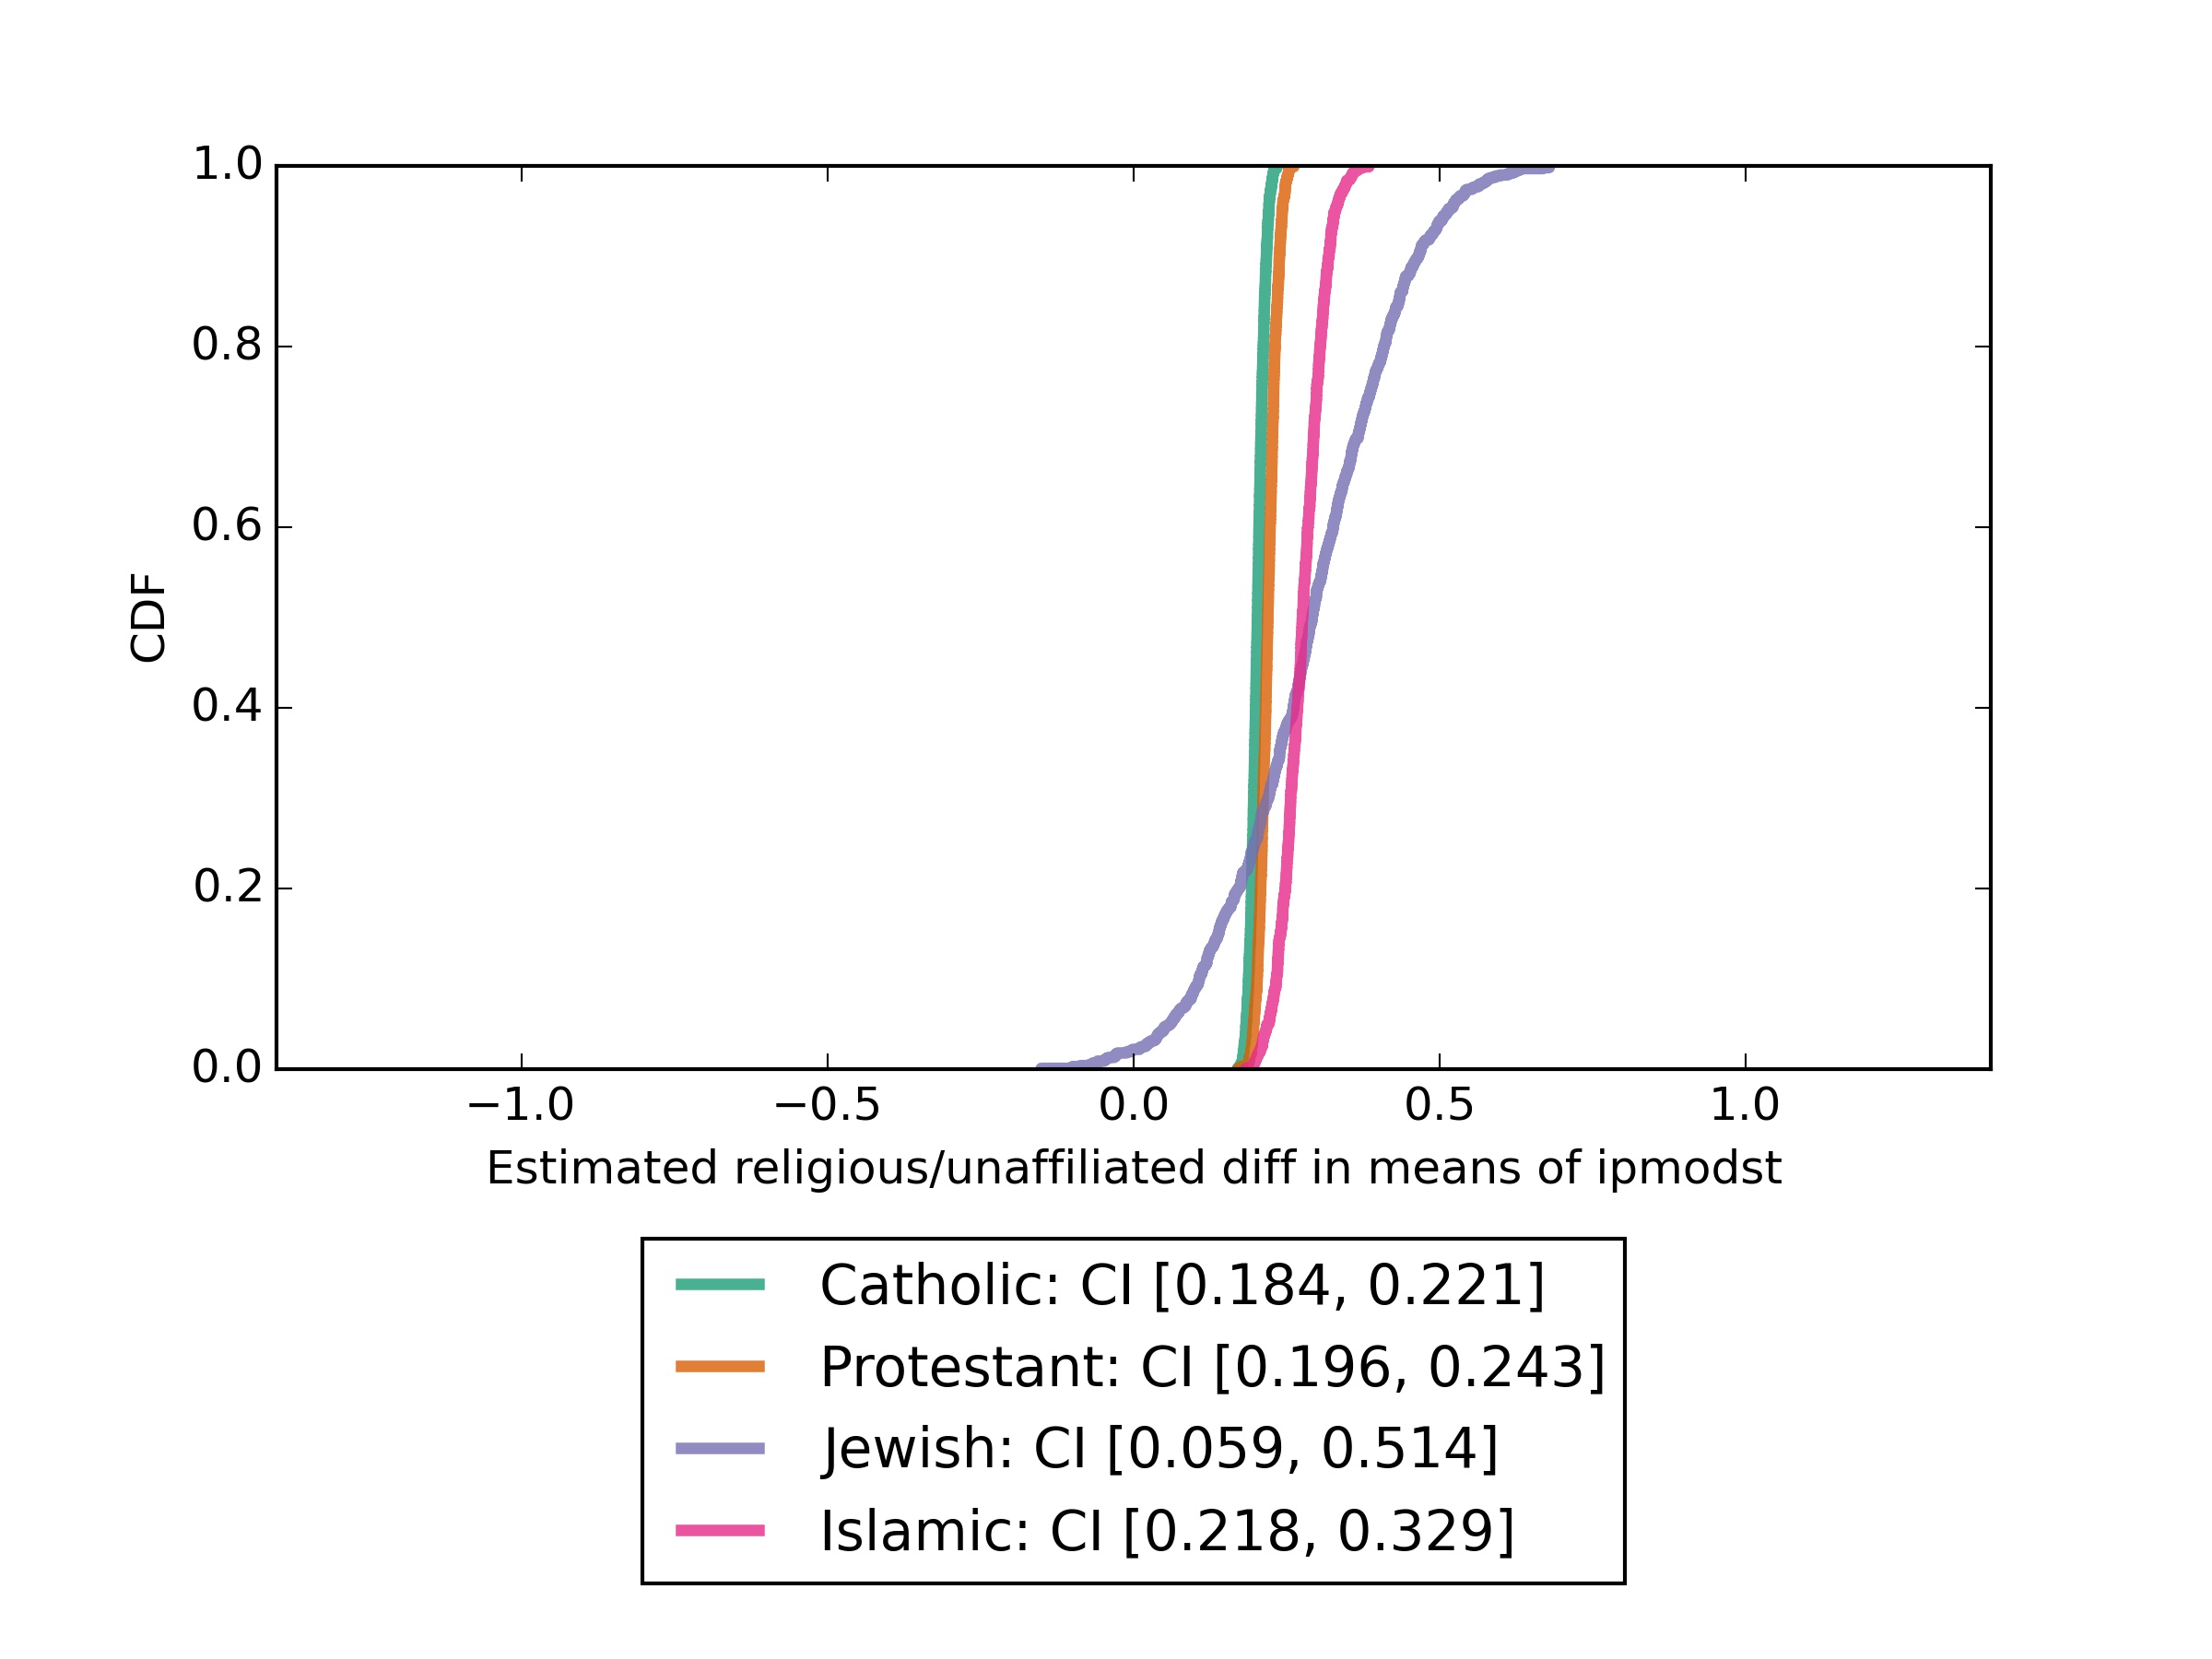 1.0
0.8
0.6
0.4
0.2
0.0
CDF
−1.0 −0.5 0.0 0.5 1.0
Estimated religious/unaffiliated diff in means of ipmodst
Catholic: CI [0.184, 0.221]
Protestant: CI [0.196, 0.243]
Jewish: CI [0.059, 0.514]
Islamic: CI [0.218, 0.329]